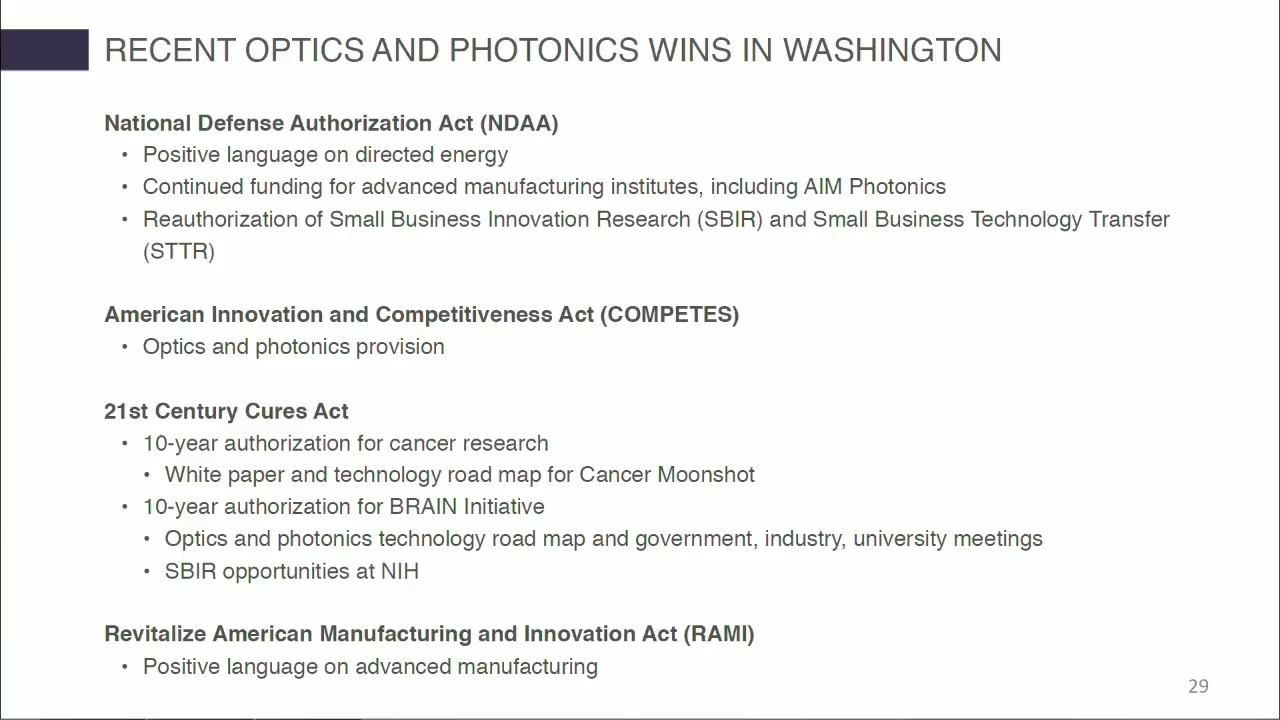 RECENT OPTICS AND PHOTONICS WINS IN WASHINGTON
National Defense Authorization Act (NDAA)
• Positive language on directed energy
• Continued funding for advanced manufacturing institutes, including AIM Photonics
• Reauthorization of Small Business Innovation Research (SBIR) and Small Business Technology Transfer
(STTR)
American Innovation and Competitiveness Act (COMPETES)
• Optics and photonics provision
21st Century Cures Act
• 10-year authorization for cancer research
• White paper and technology road map for Cancer Moonshot
• 10-year authorization for BRAIN Initiative
• Optics and photonics technology road map and government, industry, university meetings
• SBIR opportunities at NIH
Revitalize American Manufacturing and Innovation Act (RAMI)
• Positive language on advanced manufacturing
29